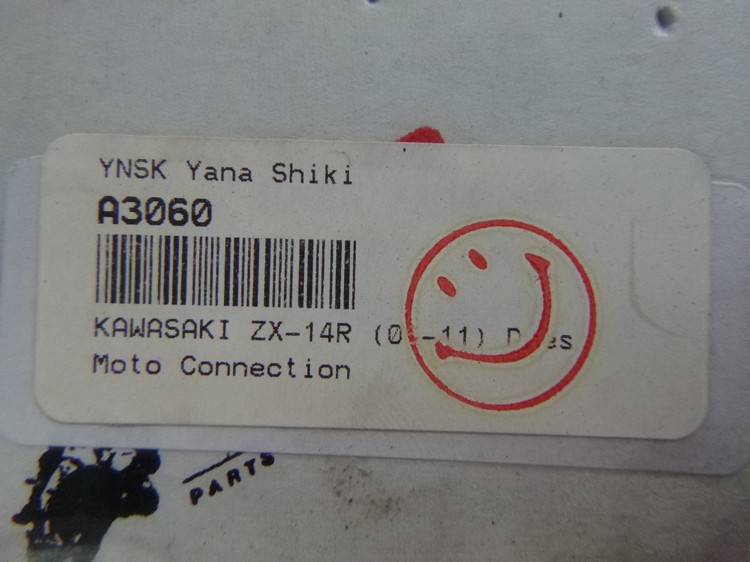 YNSK Yana Shiki
A3060
KAWASAKI ZX-14R
Moto Connection
PARTS